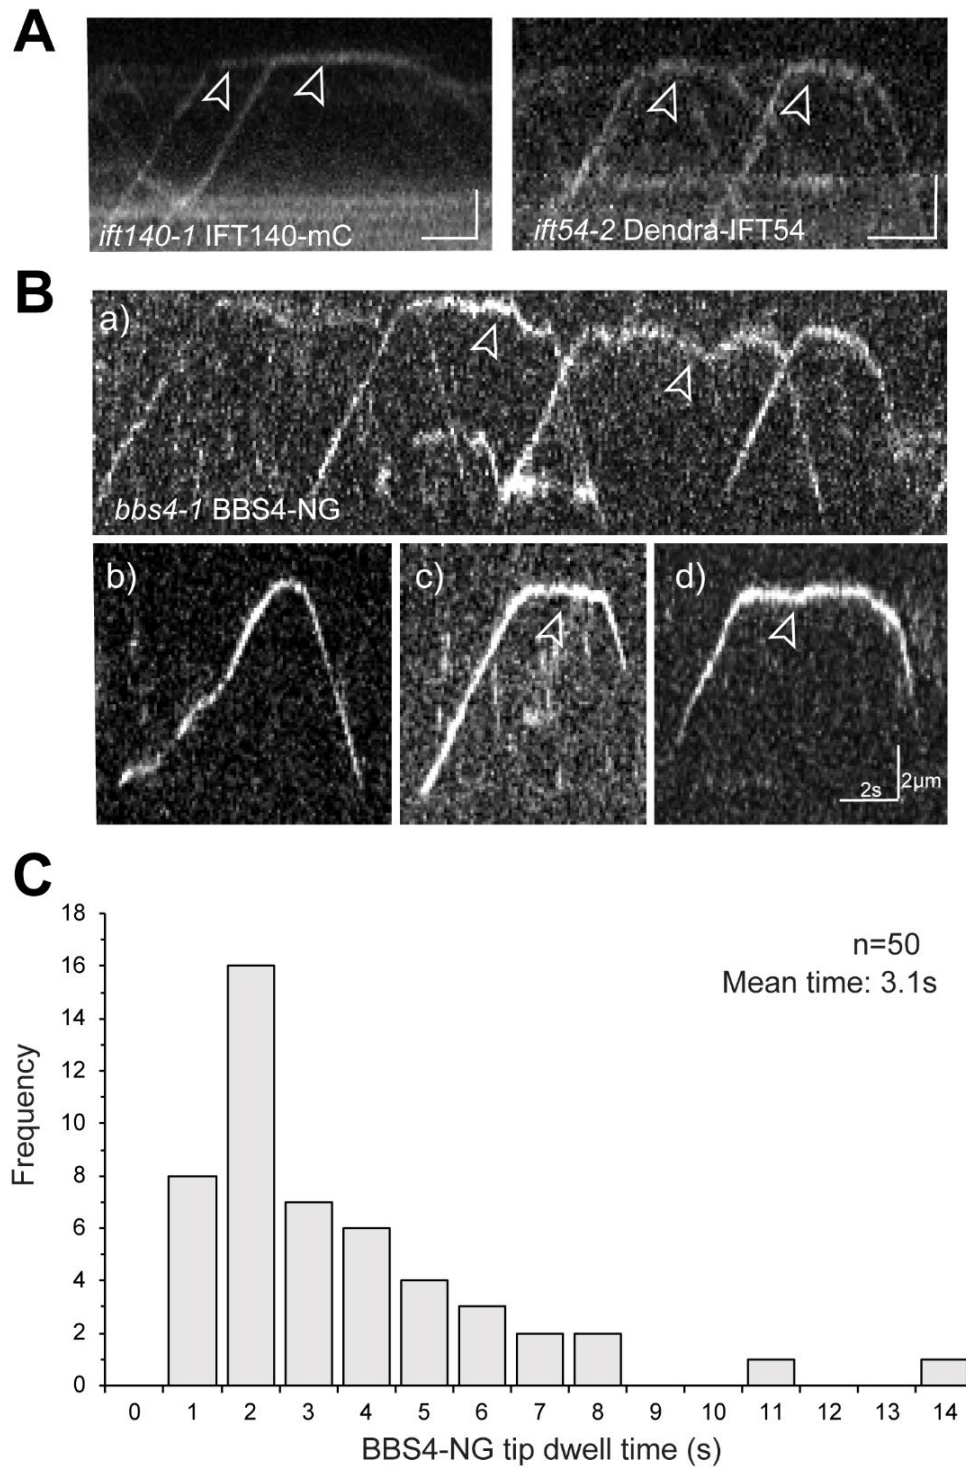 A
ift140-1 IFT140-mC
ift54-2 Dendra-IFT54
B
a)
bbs4-1 BBS4-NG
b)
c)
d)
2s
2µm
C
18
16
14
12
10
8
6
4
2
0
Frequency
n=50
Mean time: 3.1s
0 1 2 3 4 5 6 7 8 9 10 11 12 13 14
BBS4-NG tip dwell time (s)